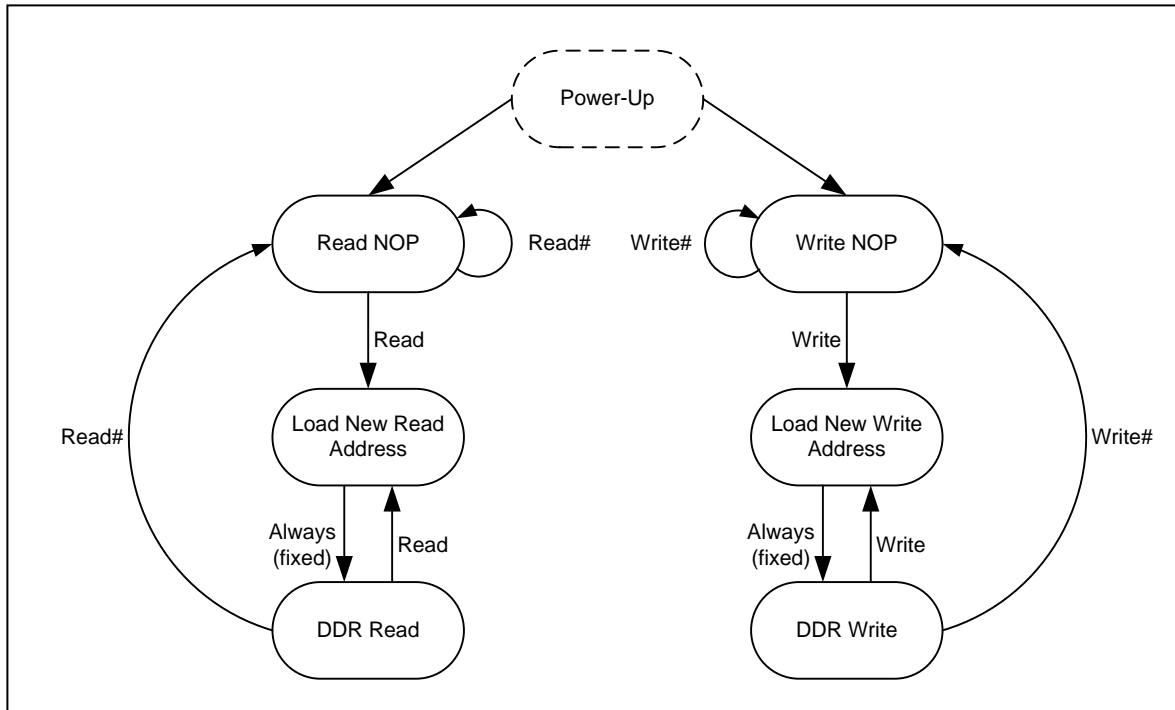 Power-Up
Read NOP
Read#
Write#
Write NOP
Read
Write
Load New Read
Address
Load New Write
Address
Read#
Write#
Always
(fixed)
Read
Always
(fixed)
Write
DDR Read
DDR Write